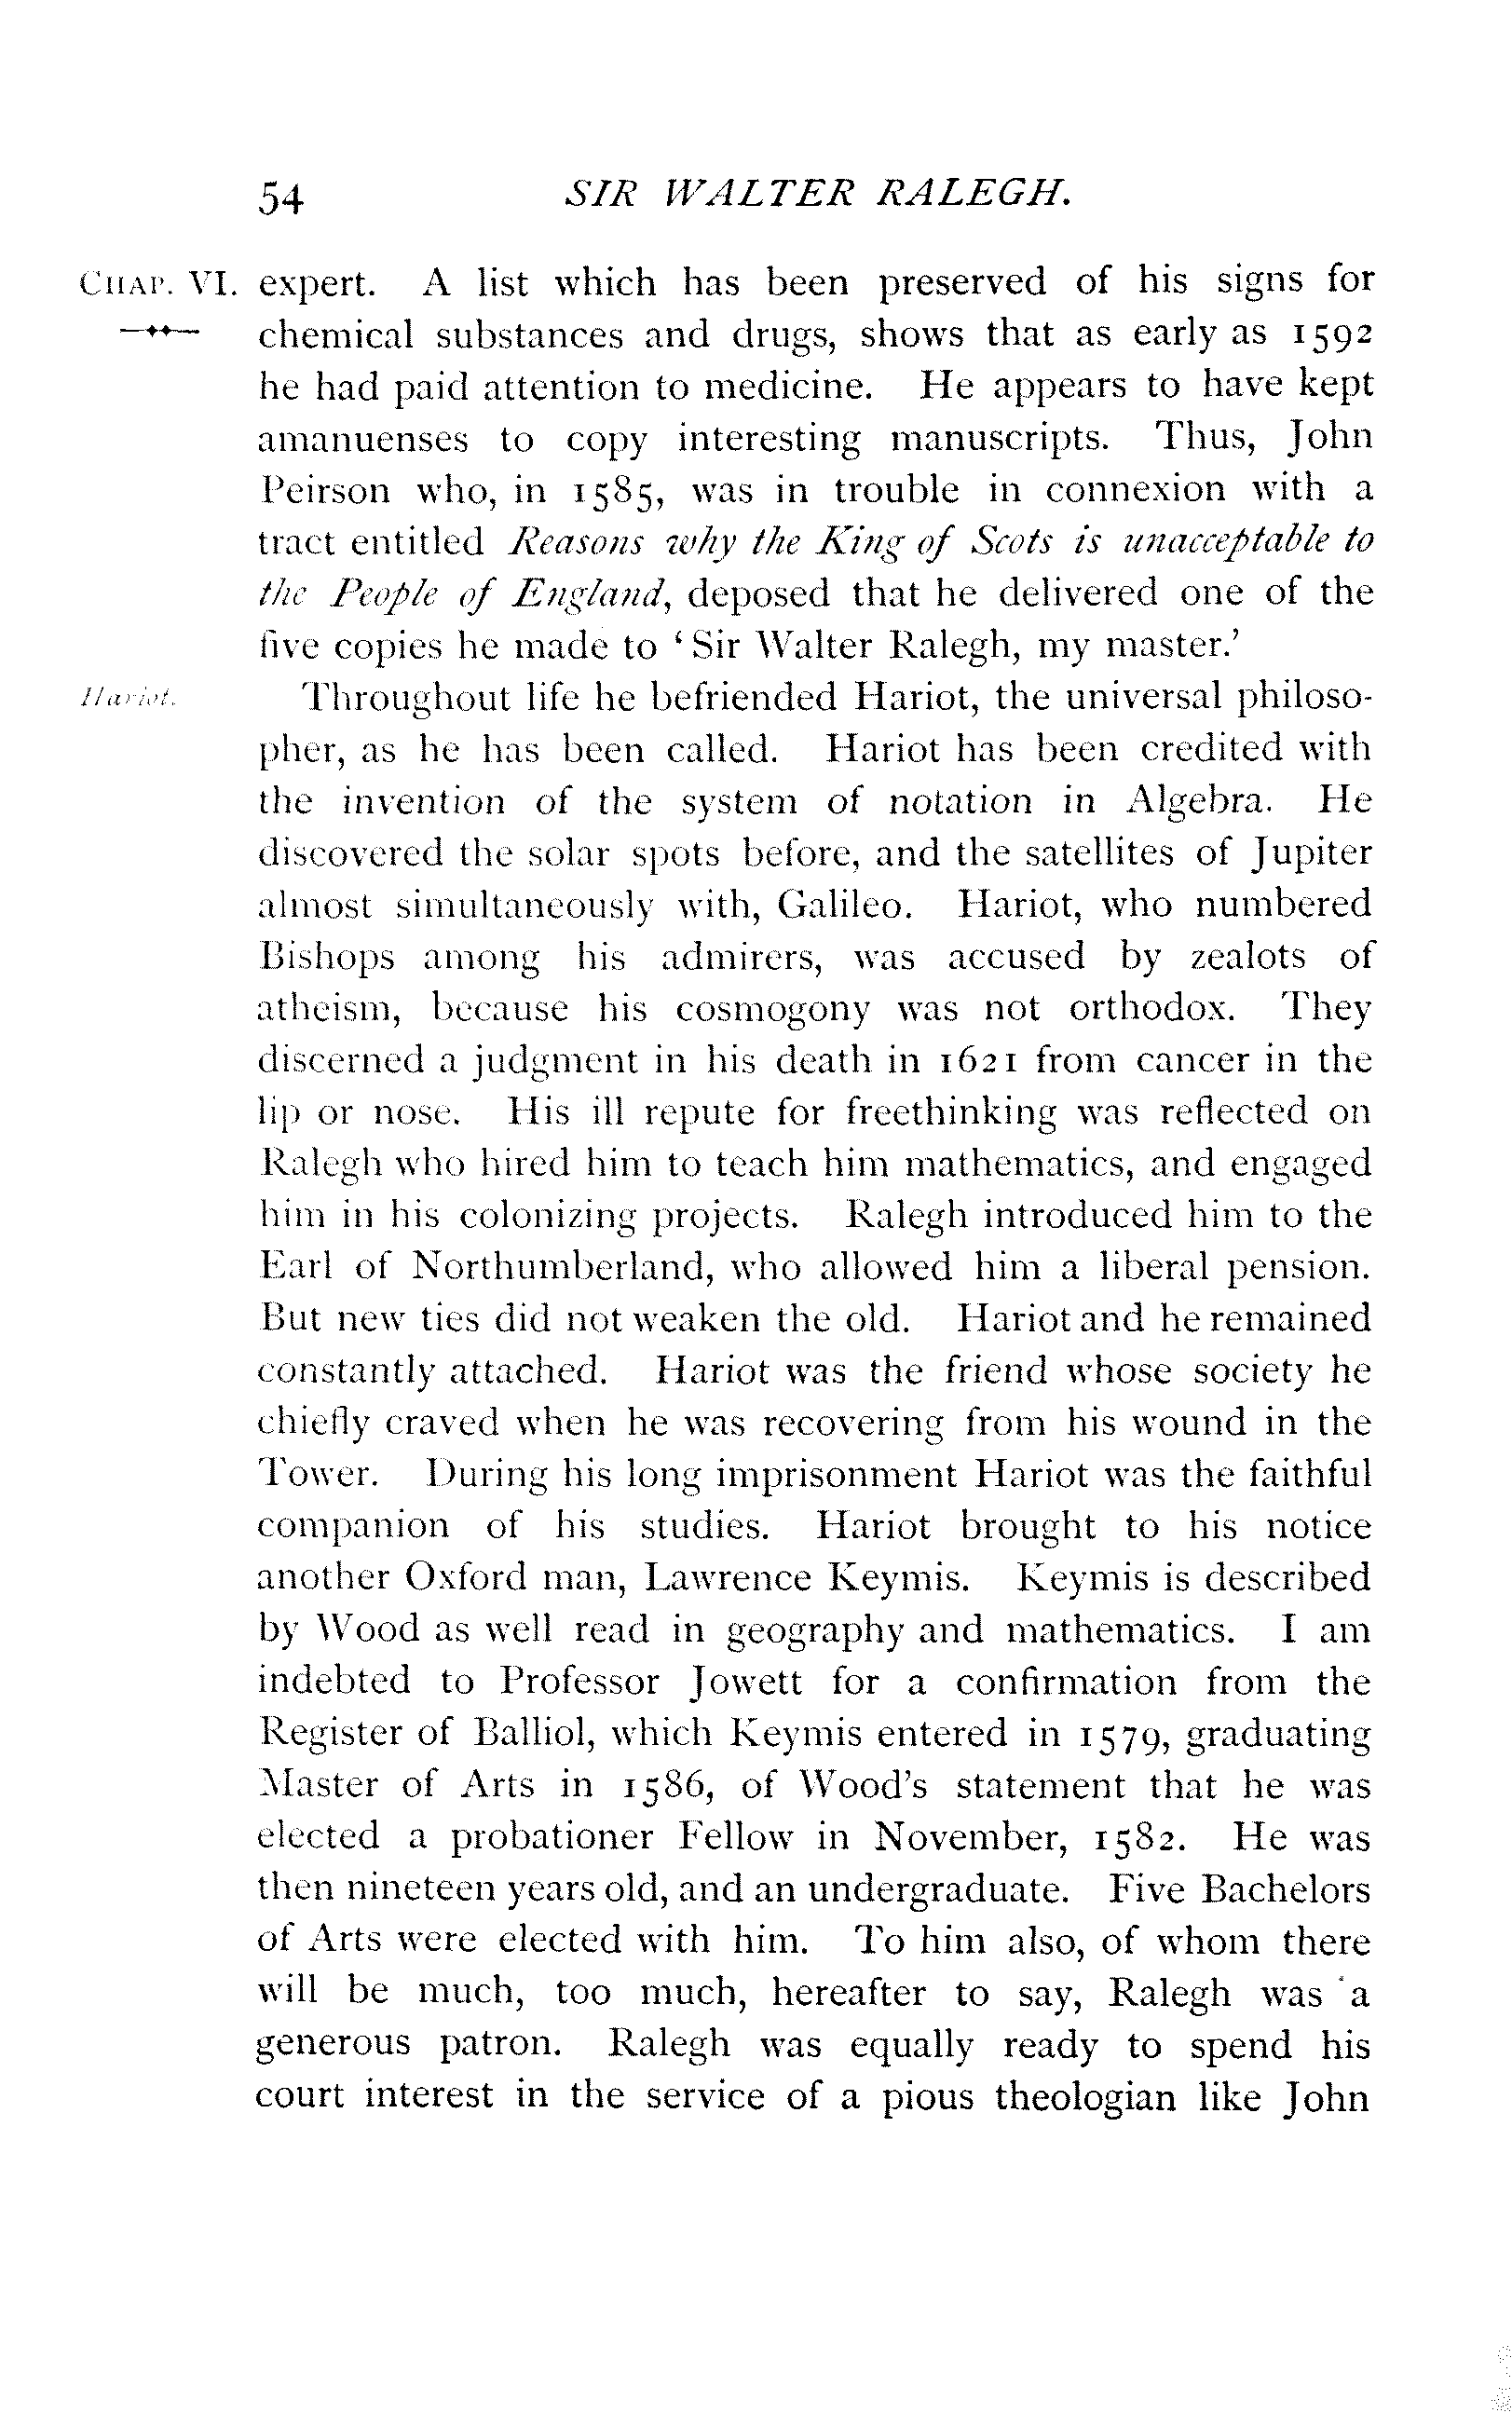 54 SIR WALTER RALEGH.
CHAP. VI. expert. A list which has been preserved of his signs for
chemical substances and drugs, shows that as early as 1592
he had paid attention to medicine. He appears to have kept
amanuenses to copy interesting manuscripts. Thus, John
Peirson who, in 1585, was in trouble in connexion with a
tract entitled Reasons why the King of Scots is unacceptable to
the People of England, deposed that he delivered one of the
five copies he made to ‘Sir Walter Ralegh, my master.’
Hariot. Throughout life he befriended Hariot, the universal philoso-
pher, as he has been called. Hariot has been credited with
the invention of the system of notation in Algebra. He
discovered the solar spots before, and the satellites of Jupiter
almost simultaneously with, Galileo. Hariot, who numbered
Bishops among his admirers, was accused by zealots of
atheism, because his cosmogony was not orthodox. They
discerned a judgment in his death in 1621 from cancer in the
lip or nose. His ill repute for freethinking was reflected on
Ralegh who hired him to teach him mathematics, and engaged
him in his colonizing projects. Ralegh introduced him to the
Earl of Northumberland, who allowed him a liberal pension.
But new ties did not weaken the old. Hariot and he remained
constantly attached. Hariot was the friend whose society he
chiefly craved when he was recovering from his wound in the
Tower. During his long imprisonment Hariot was the faithful
companion of his studies. Hariot brought to his notice
another Oxford man, Lawrence Keymis. Keymis is described
by Wood as well read in geography and mathematics. I am
indebted to Professor Jowett for a confirmation from the
Register of Balliol, which Keymis entered in 1579, graduating
Master of Arts in 1586, of Wood's statement that he was
elected a probationer Fellow in November, 1582. He was
then nineteen years old, and an undergraduate. Five Bachelors
of Arts were elected with him. To him also, of whom there
will be much, too much, hereafter to say, Ralegh was a
generous patron. Ralegh was equally ready to spend his
court interest in the service of a pious theologian like John